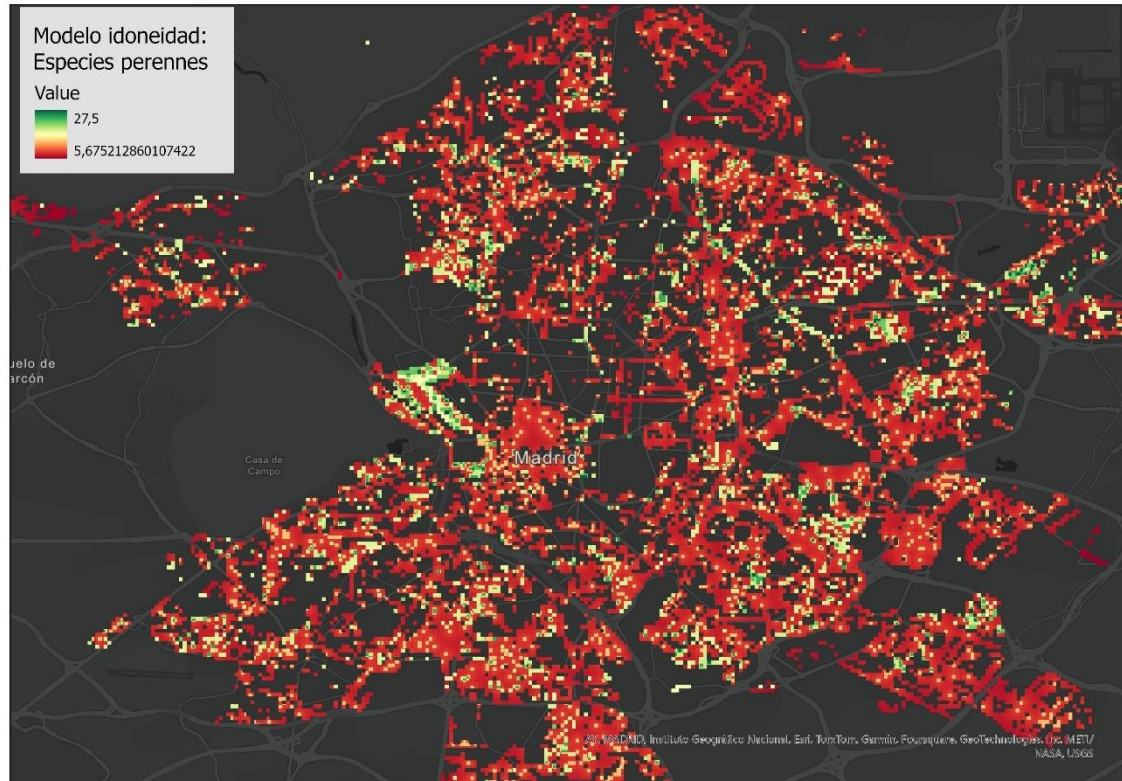 Modelo idoneidad:
Especies perennes
Value
27,5
5,675212860107422
uelo de
arcón
Casa de
Campo
Madrid
MADRID, Instituto Geográfico Nacional, Esri, TomTom, Garmin, Foursquare, GeoTechnologies, Inc, METI/
NASA, USGS